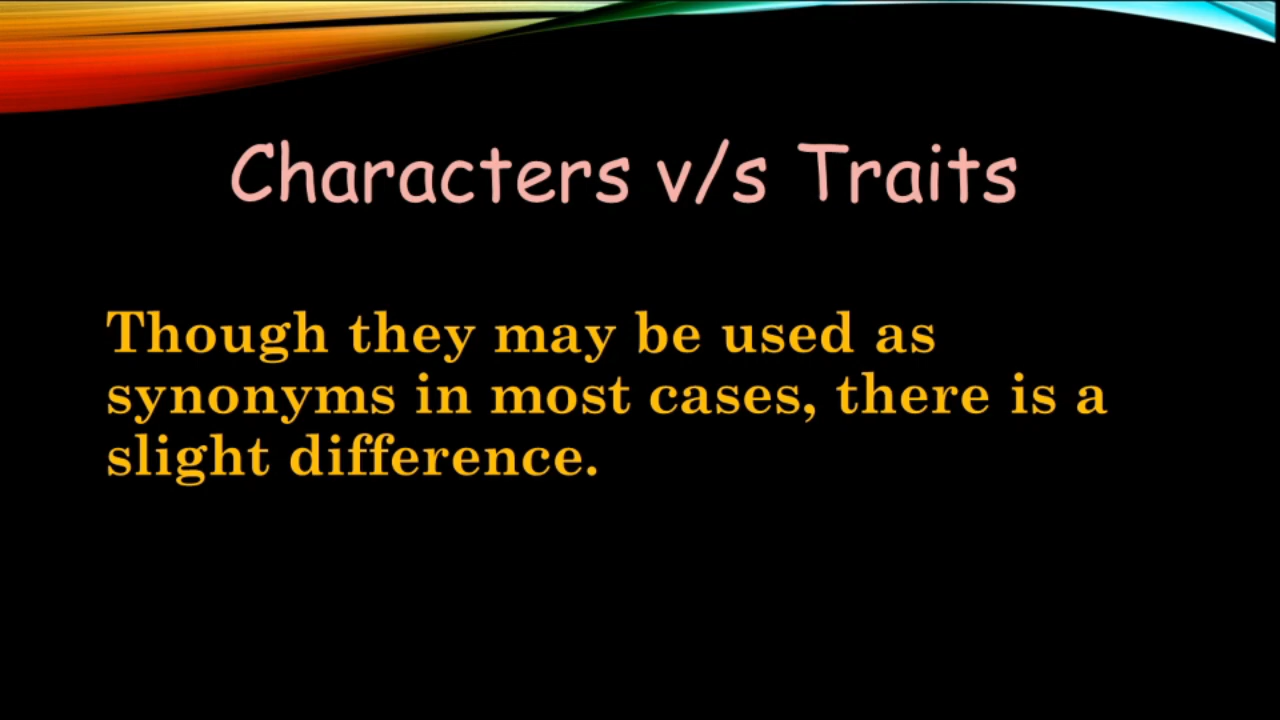 Characters v/s Traits
Though they may be used as
synonyms in most cases, there is a
slight difference.